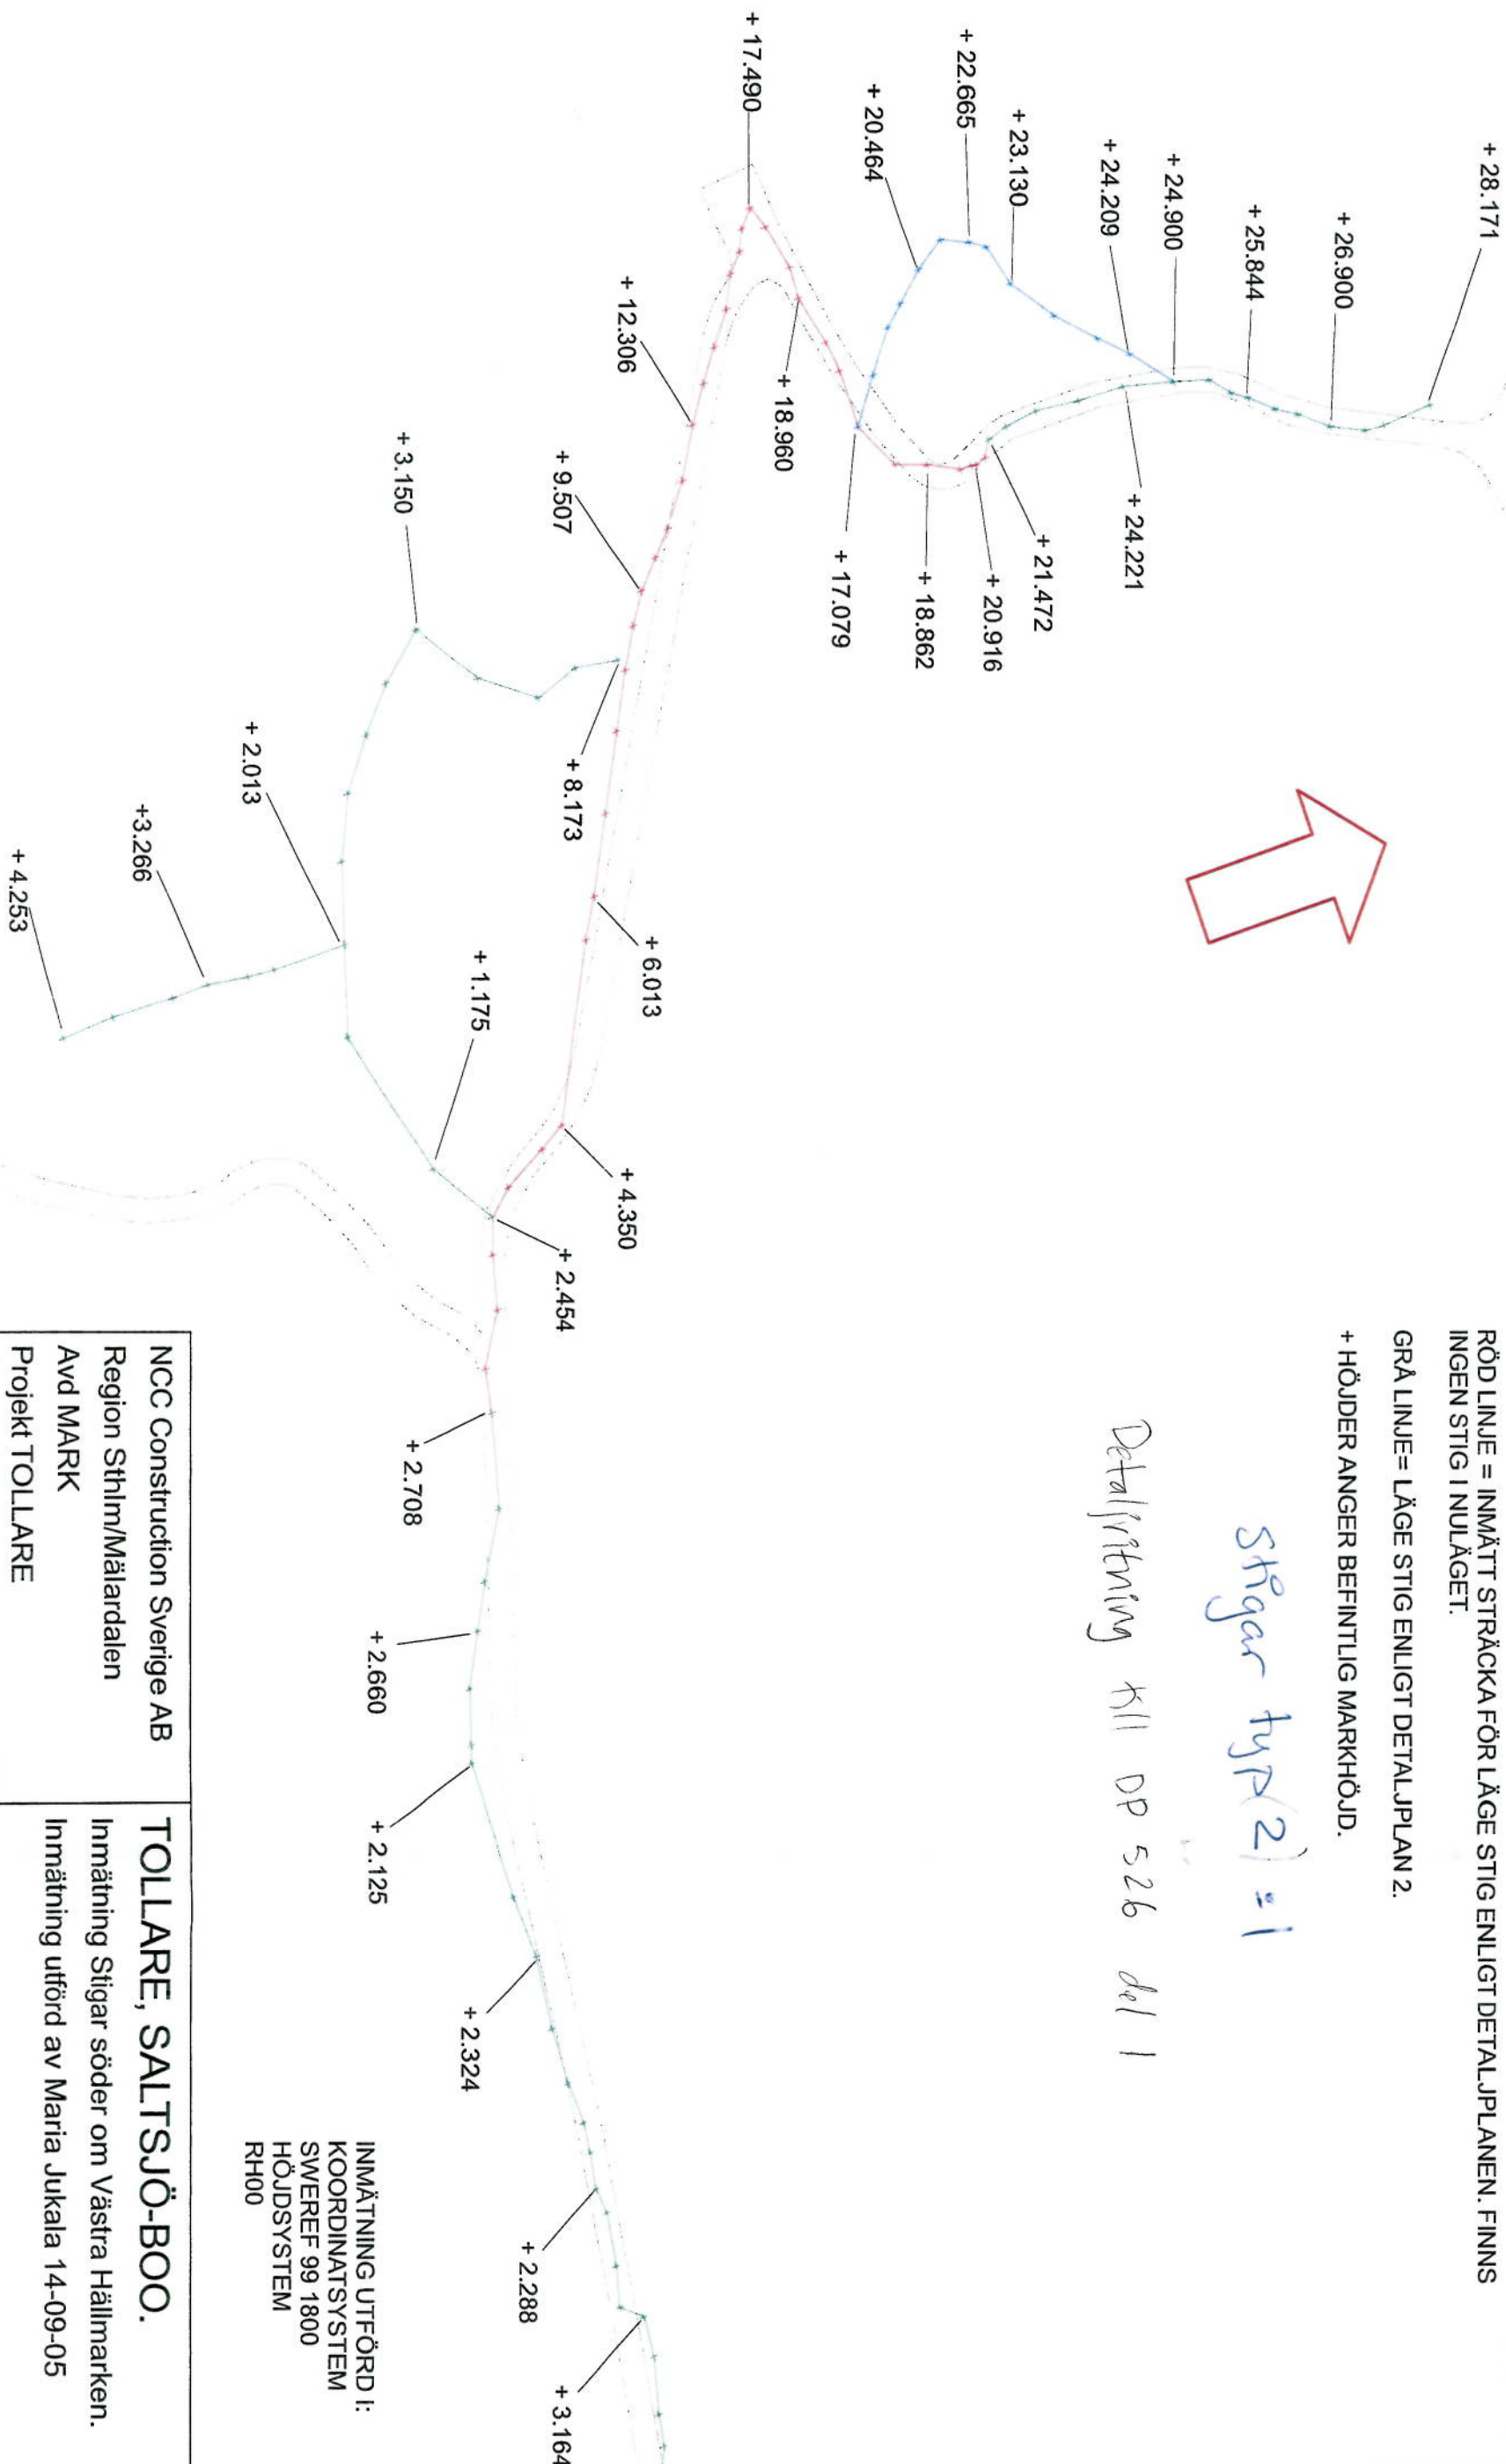 RÖD LINJE = INMÄTT STRÄCKA FÖR LÄGE STIG ENLIGT DETALJPLANEN. FINNS
INGEN STIG I NULÄGET.
GRÅ LINJE= LÄGE STIG ENLIGT DETALJPLAN 2.
+ HÖJDER ANGER BEFINTLIG MARKHÖJD.
stigar typ(2) = 1
Detaljritning till DP 526 del 1
+ 28.171
+ 26.900
+ 25.844
+ 24.900
+ 24.209
+ 23.130
+ 22.665
+ 20.464
+ 17.490
+ 24.221
+ 21.472
+ 20.916
+ 18.862
+ 17.079
+ 18.960
+ 12.306
+ 9.507
+ 3.150
+ 8.173
+ 6.013
+ 2.013
+3.266
+ 4.253
+ 1.175
+ 4.350
+ 2.454
+ 2.708
+ 2.660
+ 2.125
+ 2.324
+ 2.288
+ 3.164
INMÄTNING UTFÖRD I:
KOORDINATSYSTEM
SWEREF 99 1800
HÖJDSYSTEM
RH00
NCC Construction Sverige AB
Region Sthlm/Mälardalen
Avd MARK
Projekt TOLLARE
TOLLARE, SALTSJÖ-BOO.
Inmätning Stigar söder om Västra Hällmarken.
Inmätning utförd av Maria Jukala 14-09-05